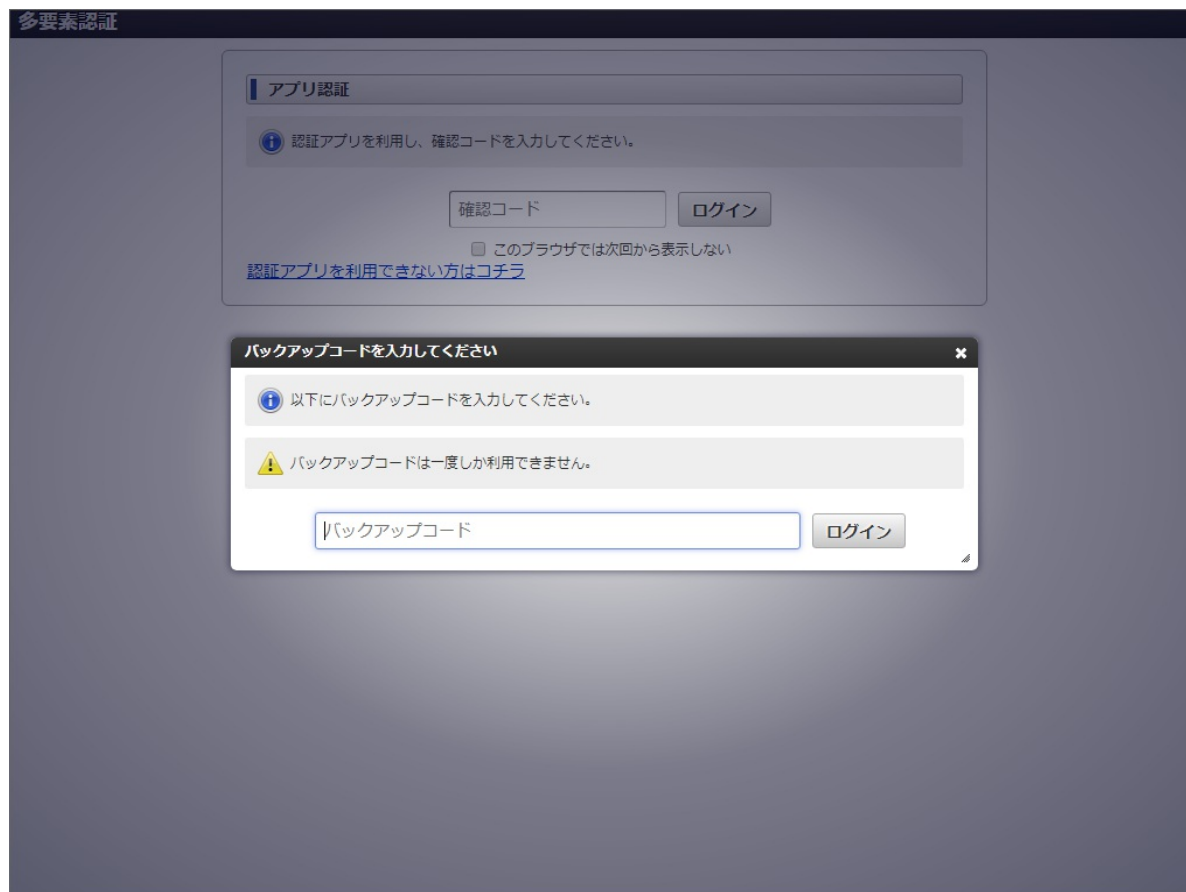 多要素認証
アプリ認証
認証アプリを利用し、確認コードを入力してください。
確認コード
ログイン
このブラウザでは次回から表示しない
認証アプリを利用できない方はコチラ
バックアップコードを入力してください
以下にバックアップコードを入力してください。
バックアップコードは一度しか利用できません。
バックアップコード
ログイン